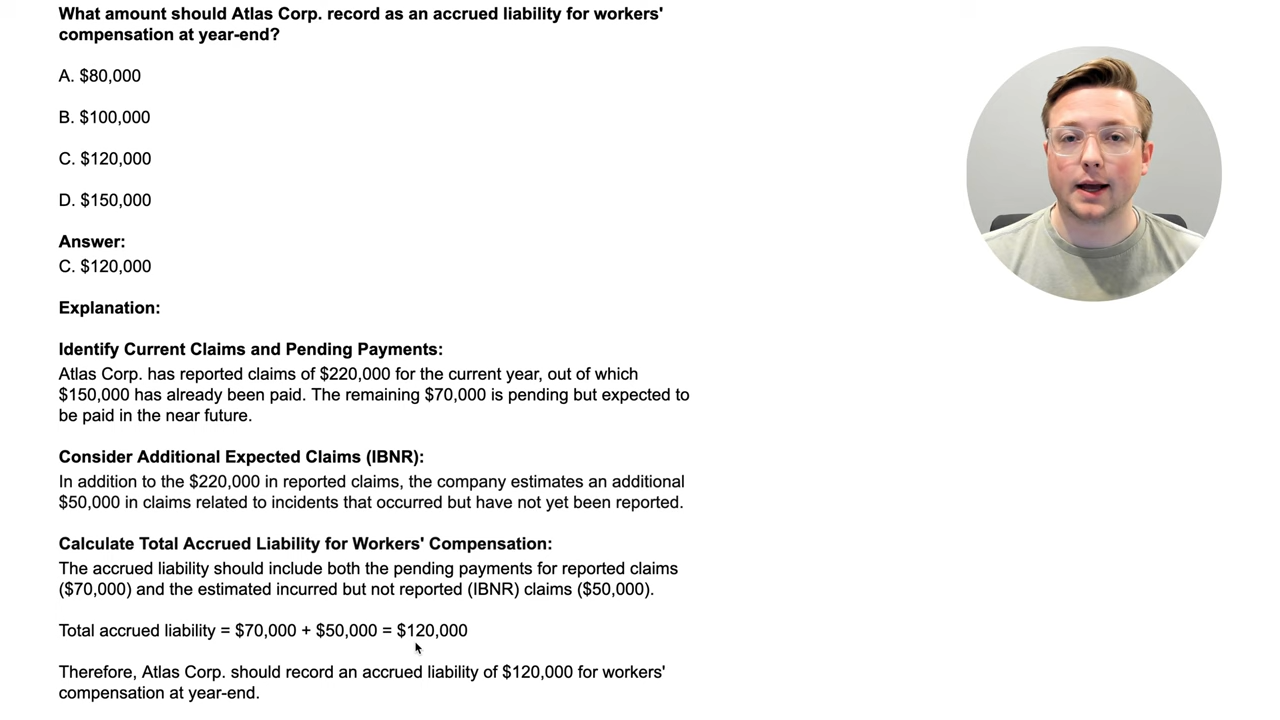 What amount should Atlas Corp. record as an accrued liability for workers'
compensation at year-end?
A. $80,000
B. $100,000
C. $120,000
D. $150,000
Answer:
C. $120,000
Explanation:
Identify Current Claims and Pending Payments:
Atlas Corp. has reported claims of $220,000 for the current year, out of which
$150,000 has already been paid. The remaining $70,000 is pending but expected to
be paid in the near future.
Consider Additional Expected Claims (IBNR):
In addition to the $220,000 in reported claims, the company estimates an additional
$50,000 in claims related to incidents that occurred but have not yet been reported.
Calculate Total Accrued Liability for Workers' Compensation:
The accrued liability should include both the pending payments for reported claims
($70,000) and the estimated incurred but not reported (IBNR) claims ($50,000).
Total accrued liability = $70,000 + $50,000 = $120,000
Therefore, Atlas Corp. should record an accrued liability of $120,000 for workers'
compensation at year-end.